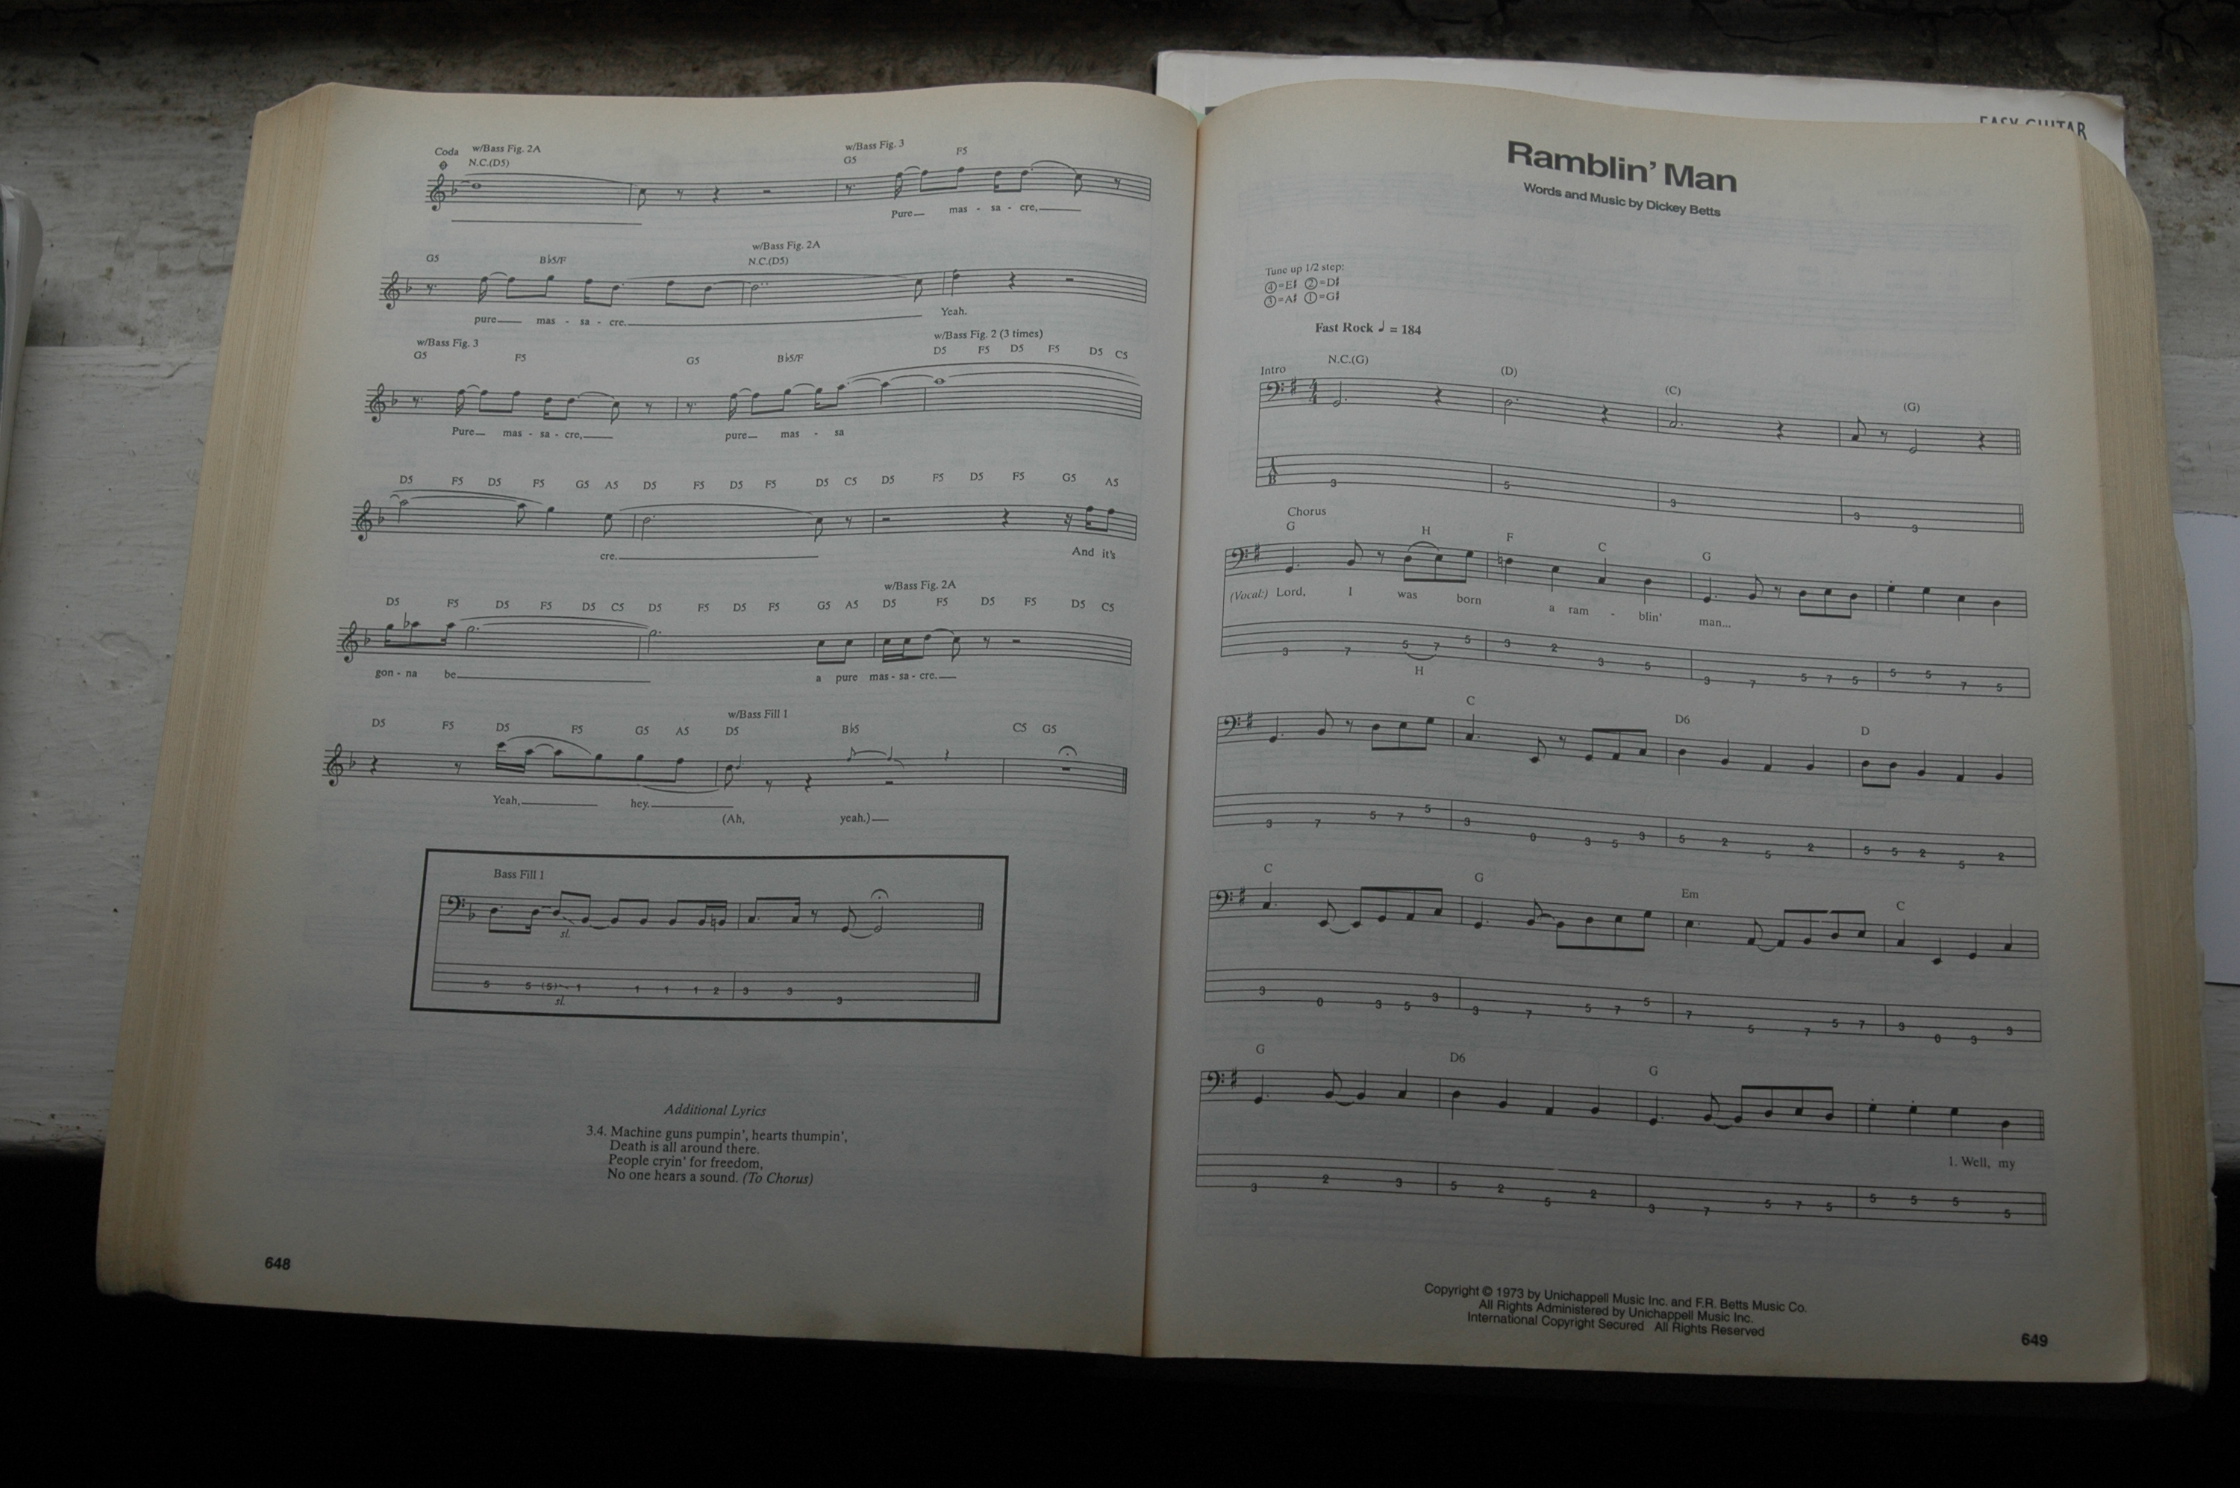 Coda w/Bass Fig. 2A w/Bass Fig. 3
N.C.(D5) G5 F5
Pure mas - sa - cre,
w/Bass Fig. 2A
G5 B♭5/F N.C.(D5)
pure mas - sa - cre. Yeah.
w/Bass Fig. 3 w/Bass Fig. 2 (3 times)
G5 F5 G5 B♭5/F D5 F5 D5 F5 D5 C5
Pure mas - sa - cre, pure mas - sa
D5 F5 D5 F5 G5 A5 D5 F5 D5 F5 D5 C5 D5 F5 D5 F5 G5 A5
cre. And it's
w/Bass Fig. 2A
D5 F5 D5 F5 D5 C5 D5 F5 D5 F5 G5 A5 D5 F5 D5 F5 D5 C5
gon - na be a pure mas - sa - cre.
w/Bass Fill 1
D5 F5 D5 F5 G5 A5 D5 B♭5 C5 G5
Yeah, hey.
(Ah, yeah.)
Bass Fill 1
sl.
5 5 (5) 1 1 1 1 2 3 3 3
sl.
Additional Lyrics
3.4. Machine guns pumpin', hearts thumpin',
Death is all around there.
People cryin' for freedom,
No one hears a sound. (To Chorus)
648
EASY GUITAR
Ramblin' Man
Words and Music by Dickey Betts
Tune up 1/2 step:
④=E♯ ②=D♯
③=A♯ ①=G♯
Fast Rock ♩ = 184
Intro N.C.(G) (D) (C) (G)
4
4
T
A
B
3 5 3 3 3
Chorus
G H F C G
(Vocal:) Lord, I was born a ram - blin' man...
3 7 5 7 5 3 2 3 5 3 7 5 7 5 5 5 7 5
H
C D6 D
3 7 5 7 5 3 0 3 5 3 5 2 5 2 5 5 2 5 2
C G Em C
3 0 3 5 3 3 7 5 7 5 7 5 7 5 7 3 0 3 3
G D6 G
1. Well, my
3 2 3 5 2 5 2 3 7 5 7 5 5 5 5 5
Copyright © 1973 by Unichappell Music Inc. and F.R. Betts Music Co.
All Rights Administered by Unichappell Music Inc.
International Copyright Secured All Rights Reserved
649